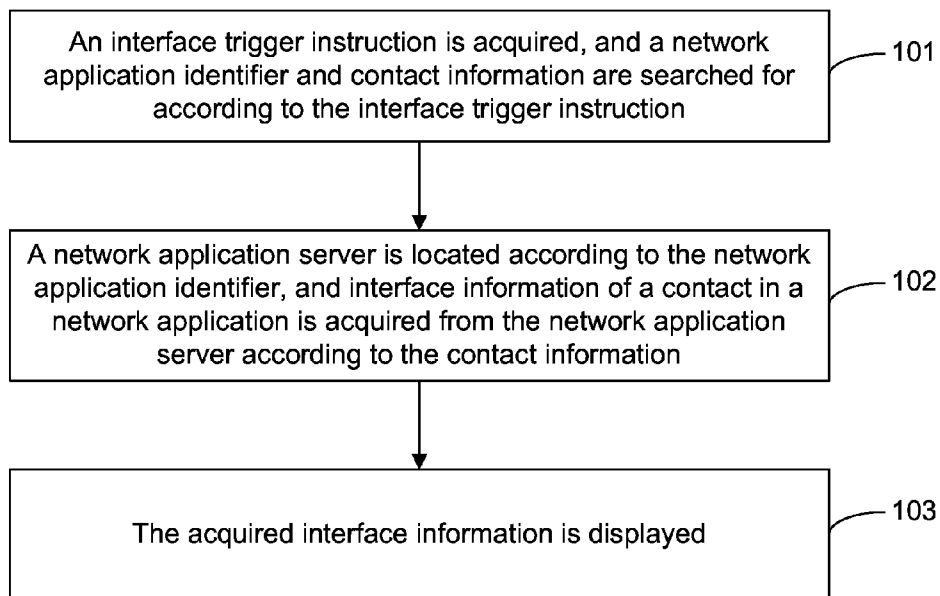 An interface trigger instruction is acquired, and a network
application identifier and contact information are searched for
according to the interface trigger instruction
101
A network application server is located according to the network
application identifier, and interface information of a contact in a
network application is acquired from the network application
server according to the contact information
102
The acquired interface information is displayed
103